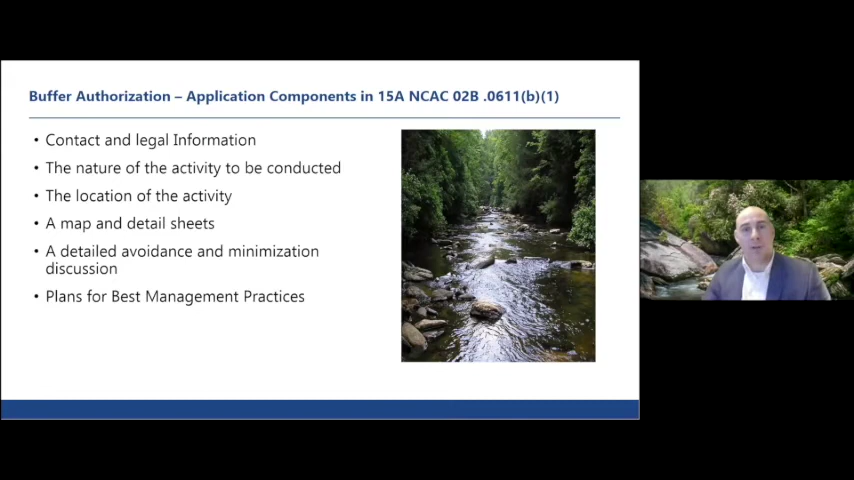 Buffer Authorization – Application Components in 15A NCAC 02B .0611(b)(1)
• Contact and legal Information
• The nature of the activity to be conducted
• The location of the activity
• A map and detail sheets
• A detailed avoidance and minimization
discussion
• Plans for Best Management Practices